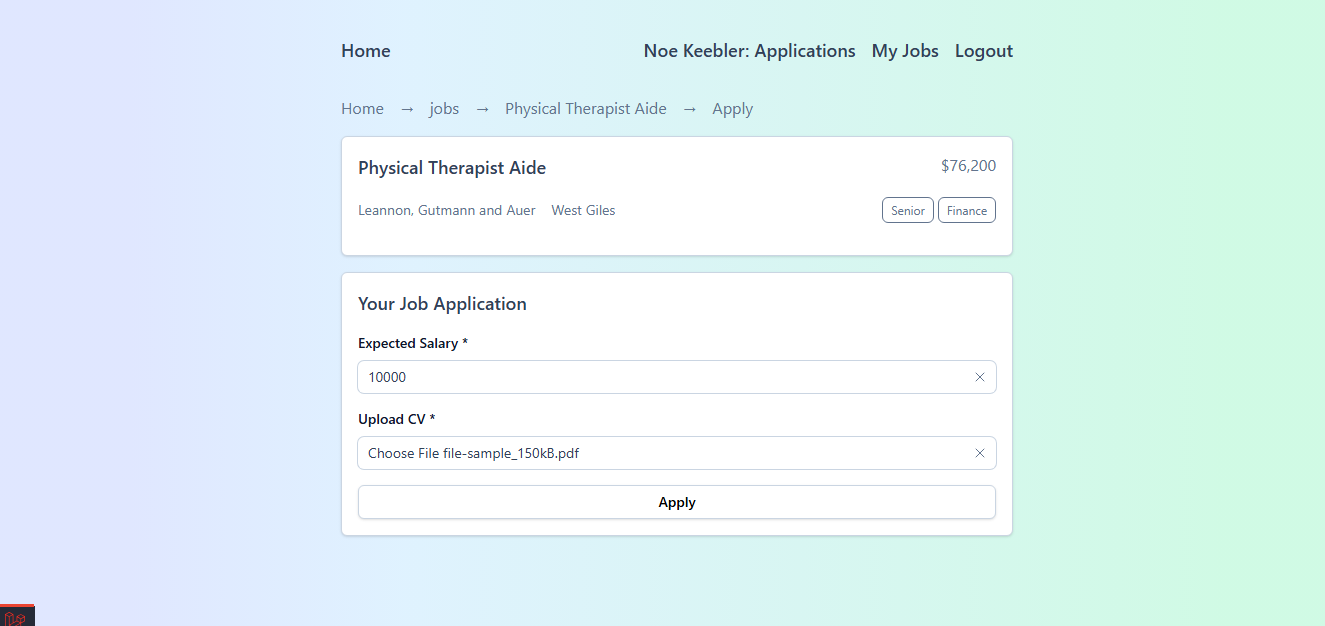 Home Noe Keebler: Applications My Jobs Logout
Home → jobs → Physical Therapist Aide → Apply
Physical Therapist Aide $76,200
Leannon, Gutmann and Auer West Giles Senior Finance
Your Job Application
Expected Salary *
10000
Upload CV *
Choose File file-sample_150kB.pdf
Apply